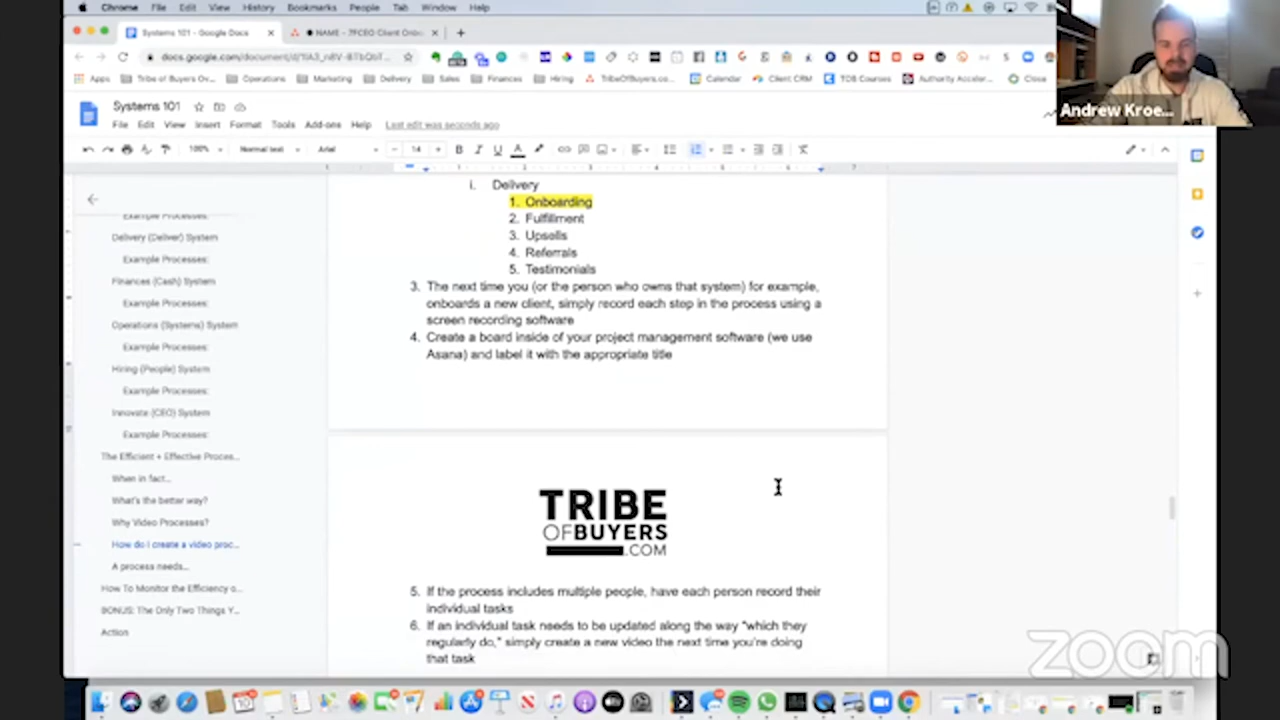 Chrome File Edit View History Bookmarks People Tab Window Help
Systems 101 - Google Docs
NAME - 7FCEO Client Onbo
Apps Tribe of Buyers Ov... Operations Marketing Delivery Sales Finances Hiring TribeOfBuyers.co... Calendar Client CRM TOB Courses Authority Acceler... Close
Andrew Kroe...
Systems 101
File Edit View Insert Format Tools Add-ons Help Last edit was seconds ago
100% Normal text Arial 14
Example Processes:
Delivery (Deliver) System
Example Processes:
Finances (Cash) System
Example Processes:
Operations (Systems) System
Example Processes:
Hiring (People) System
Example Processes:
Innovate (CEO) System
Example Processes:
The Efficient + Effective Proces...
When in fact...
What's the better way?
Why Video Processes?
How do I create a video proc...
A process needs...
How To Monitor the Efficiency o...
BONUS: The Only Two Things Y...
Action
i. Delivery
1. Onboarding
2. Fulfillment
3. Upsells
4. Referrals
5. Testimonials
3. The next time you (or the person who owns that system) for example,
onboards a new client, simply record each step in the process using a
screen recording software
4. Create a board inside of your project management software (we use
Asana) and label it with the appropriate title
TRIBE
OFBUYERS
.COM
5. If the process includes multiple people, have each person record their
individual tasks
6. If an individual task needs to be updated along the way "which they
regularly do," simply create a new video the next time you're doing
that task
zoom